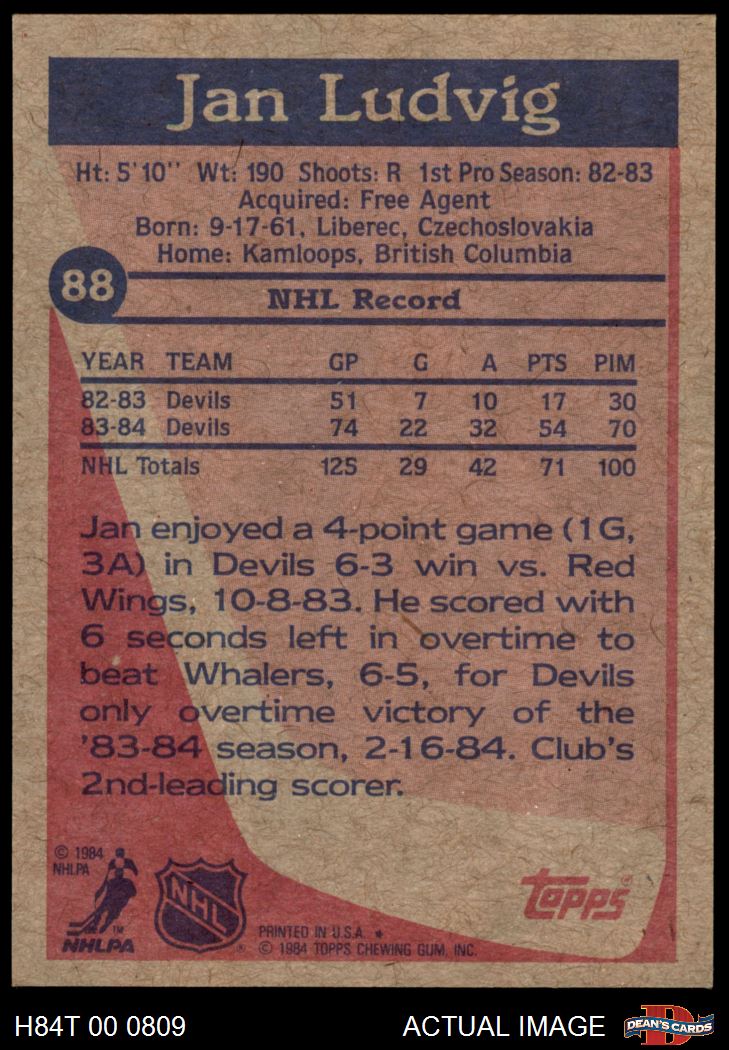 Jan Ludvig
Ht: 5'10'' Wt: 190 Shoots: R 1st Pro Season: 82-83
Acquired: Free Agent
Born: 9-17-61, Liberec, Czechoslovakia
Home: Kamloops, British Columbia
88
NHL Record
YEAR TEAM GP G A PTS PIM
82-83 Devils 51 7 10 17 30
83-84 Devils 74 22 32 54 70
NHL Totals 125 29 42 71 100
Jan enjoyed a 4-point game (1G,
3A) in Devils 6-3 win vs. Red
Wings, 10-8-83. He scored with
6 seconds left in overtime to
beat Whalers, 6-5, for Devils
only overtime victory of the
'83-84 season, 2-16-84. Club's
2nd-leading scorer.
© 1984
NHLPA
TM
NHLPA
NHL
®
topps®
PRINTED IN U.S.A. *
© 1984 TOPPS CHEWING GUM, INC.
H84T 00 0809
ACTUAL IMAGE
D
DEAN'S CARDS